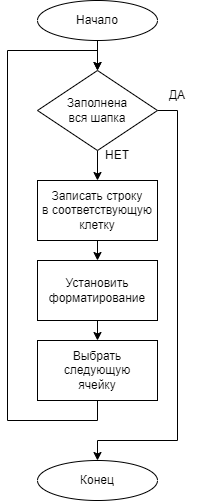 Начало
Заполнена
вся шапка
ДА
НЕТ
Записать строку
в соответствующую
клетку
Установить
форматирование
Выбрать
следующую
ячейку
Конец